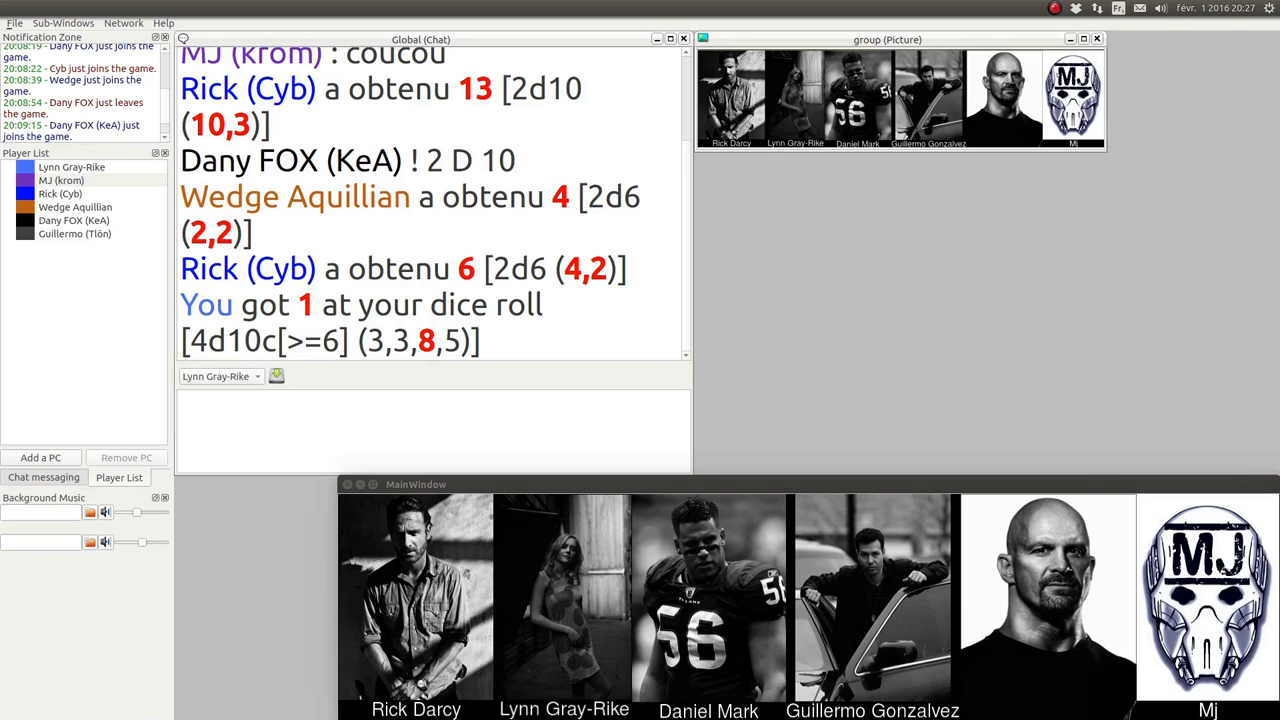 Fr,
févr. 1 2016 20:27
File Sub-Windows Network Help
Notification Zone
20:08:19 - Dany FOX just joins the
game.
20:08:22 - Cyb just joins the game.
20:08:39 - Wedge just joins the
game.
20:08:54 - Dany FOX just leaves
the game.
20:09:15 - Dany FOX (KeA) just
joins the game.
Player List
Lynn Gray-Rike
MJ (krom)
Rick (Cyb)
Wedge Aquillian
Dany FOX (KeA)
Guillermo (Tlön)
Add a PC
Remove PC
Chat messaging
Player List
Background Music
Global (Chat)
MJ (krom) : coucou
Rick (Cyb) a obtenu 13 [2d10
(10,3)]
Dany FOX (KeA) ! 2 D 10
Wedge Aquillian a obtenu 4 [2d6
(2,2)]
Rick (Cyb) a obtenu 6 [2d6 (4,2)]
You got 1 at your dice roll
[4d10c[>=6] (3,3,8,5)]
Lynn Gray-Rike
group (Picture)
56
5
MJ
Rick Darcy
Lynn Gray-Rike
Daniel Mark
Guillermo Gonzalvez
Mj
MainWindow
TEXANS
56
56
MJ
Rick Darcy
Lynn Gray-Rike
Daniel Mark
Guillermo Gonzalvez
Mj